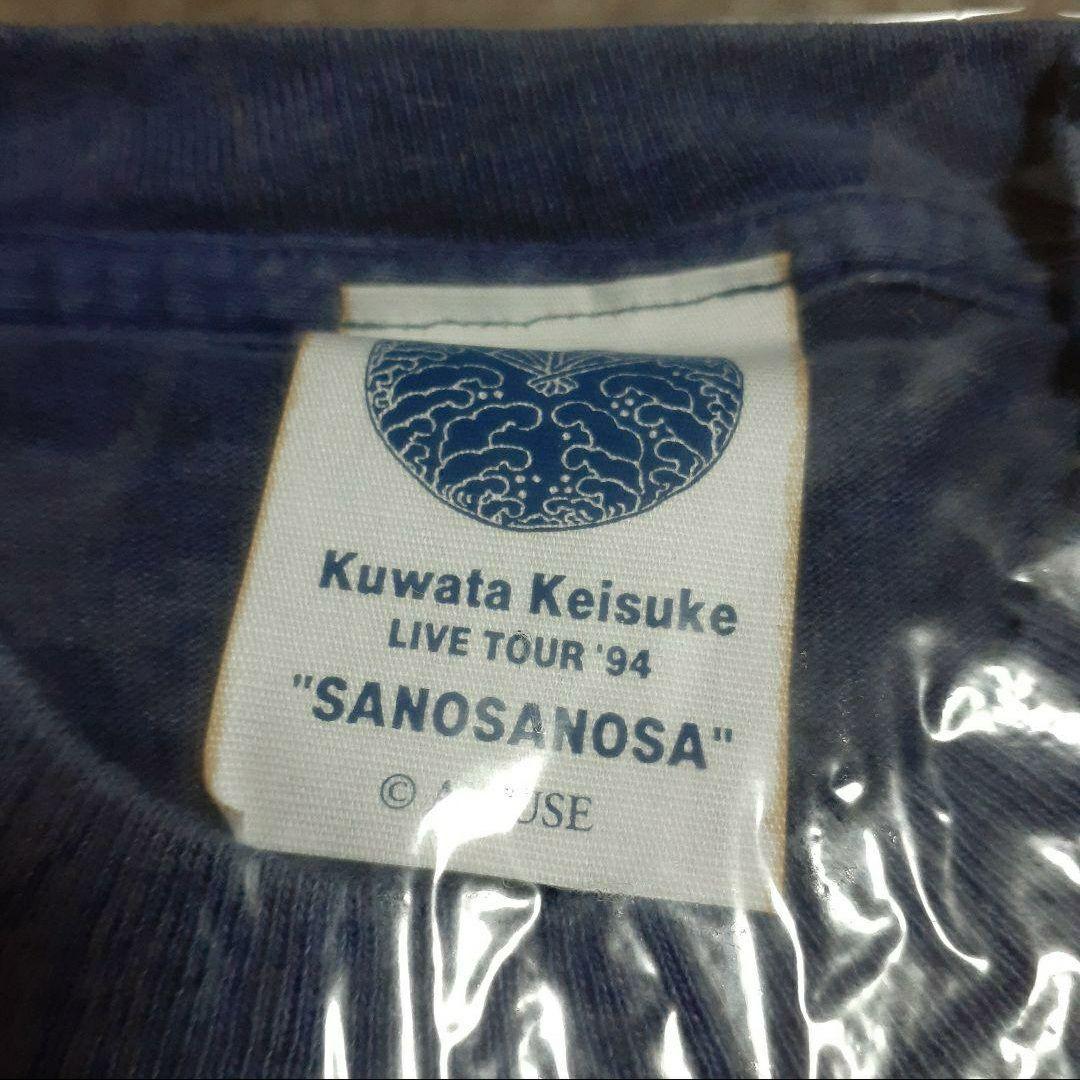 Kuwata Keisuke
LIVE TOUR '94
"SANOSANOSA"
©